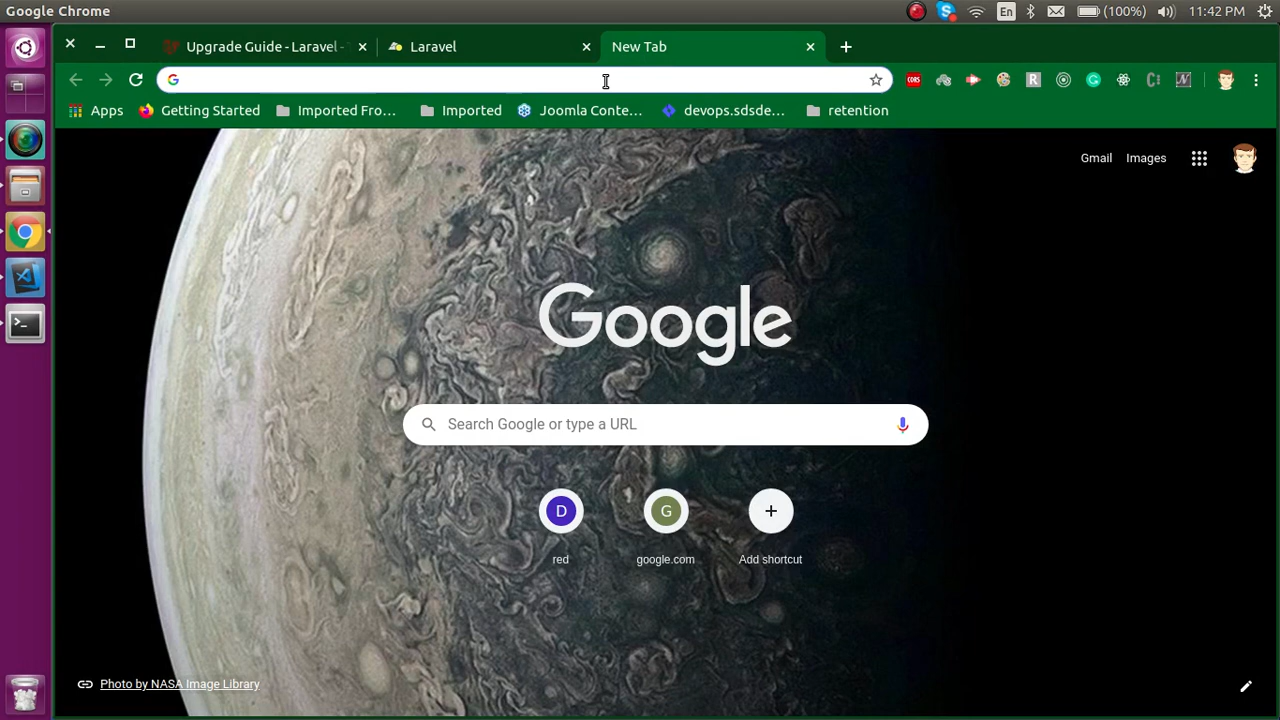 Google Chrome
En
(100%)
11:42 PM
Upgrade Guide - Laravel -
Laravel
New Tab
CORS
R
Apps
Getting Started
Imported Fro...
Imported
Joomla Conte...
devops.sdsde...
retention
Gmail
Images
Google
Search Google or type a URL
D
G
red
google.com
Add shortcut
Photo by NASA Image Library